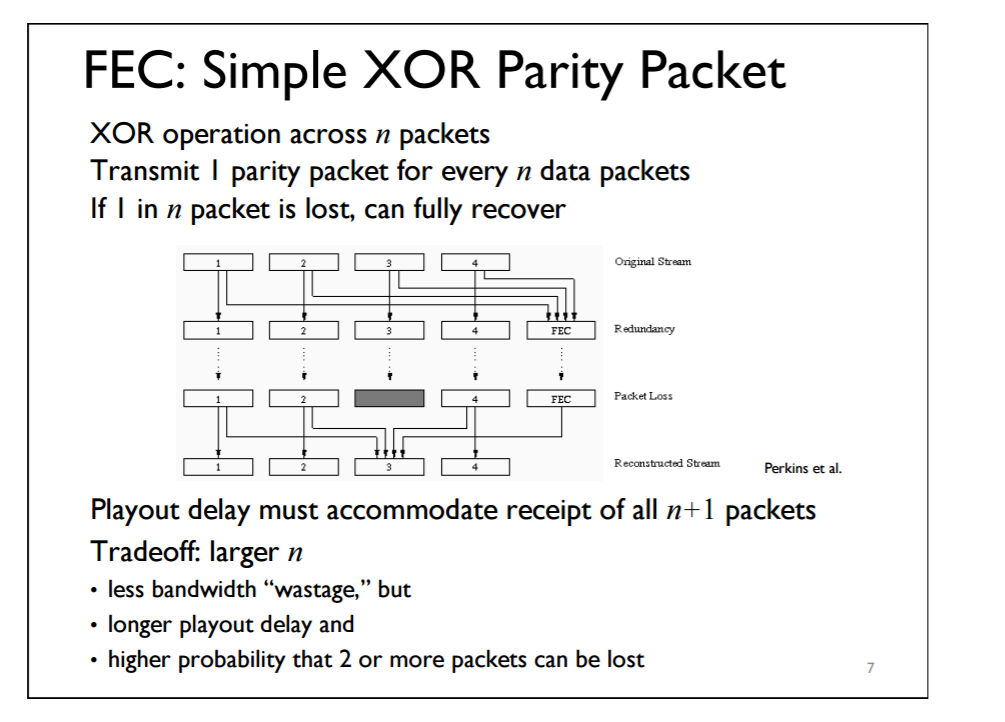 FEC: Simple XOR Parity Packet
XOR operation across n packets
Transmit 1 parity packet for every n data packets
If 1 in n packet is lost, can fully recover
1 2 3 4 Original Stream
1 2 3 4 FEC Redundancy
1 2 4 FEC Packet Loss
1 2 3 4 Reconstructed Stream
Perkins et al.
Playout delay must accommodate receipt of all n+1 packets
Tradeoff: larger n
• less bandwidth “wastage,” but
• longer playout delay and
• higher probability that 2 or more packets can be lost
7